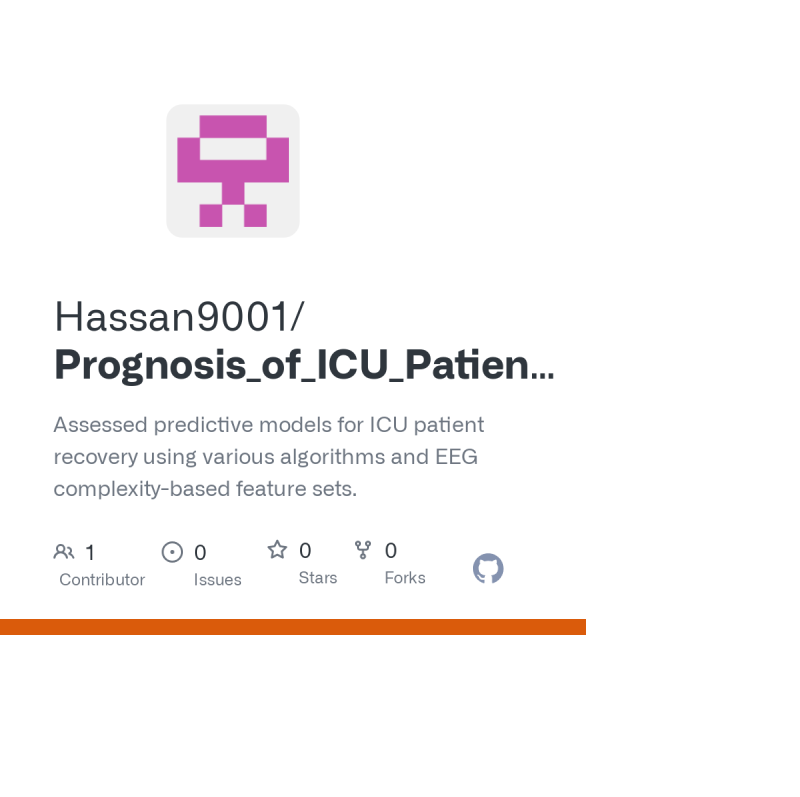 Hassan9001/
Prognosis_of_ICU_Patien...
Assessed predictive models for ICU patient
recovery using various algorithms and EEG
complexity-based feature sets.
1 0 0 0
Contributor Issues Stars Forks